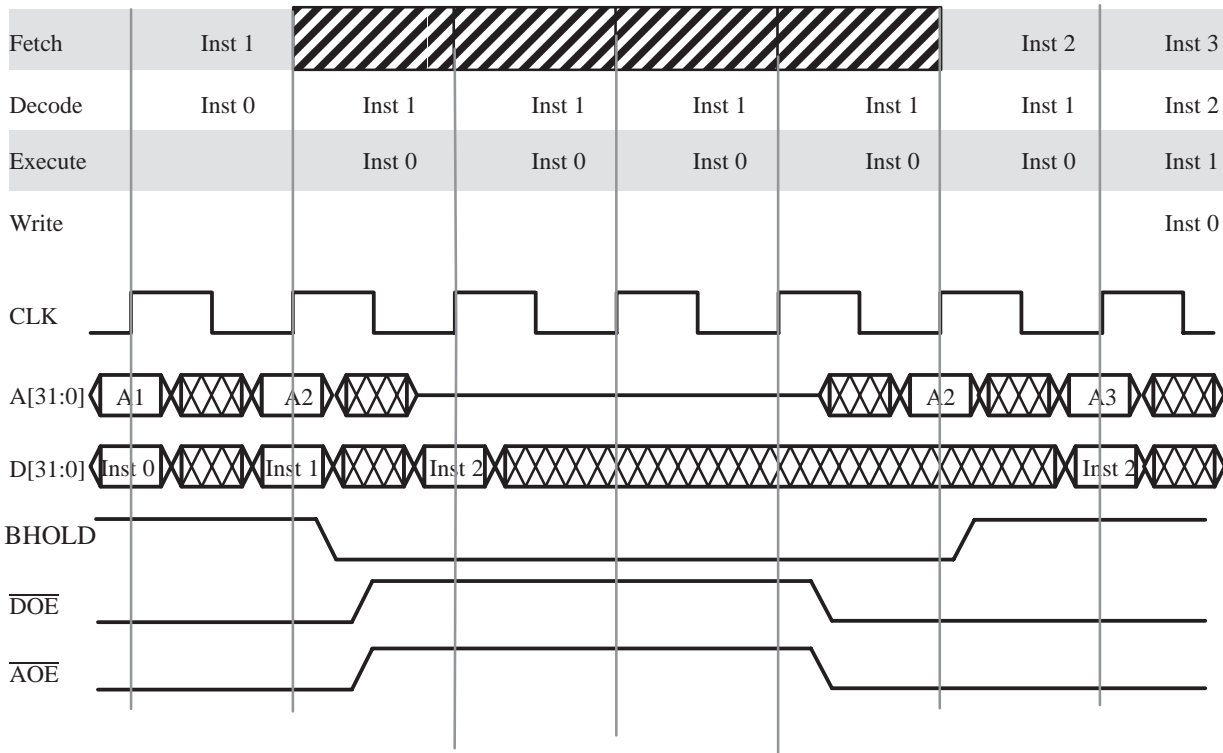 Fetch Inst 1 Inst 2 Inst 3
Decode Inst 0 Inst 1 Inst 1 Inst 1 Inst 1 Inst 1 Inst 2
Execute Inst 0 Inst 0 Inst 0 Inst 0 Inst 0 Inst 1
Write Inst 0
CLK
A[31:0] A1 A2 A2 A3
D[31:0] Inst 0 Inst 1 Inst 2 Inst 2
BHOLD
DOE
AOE